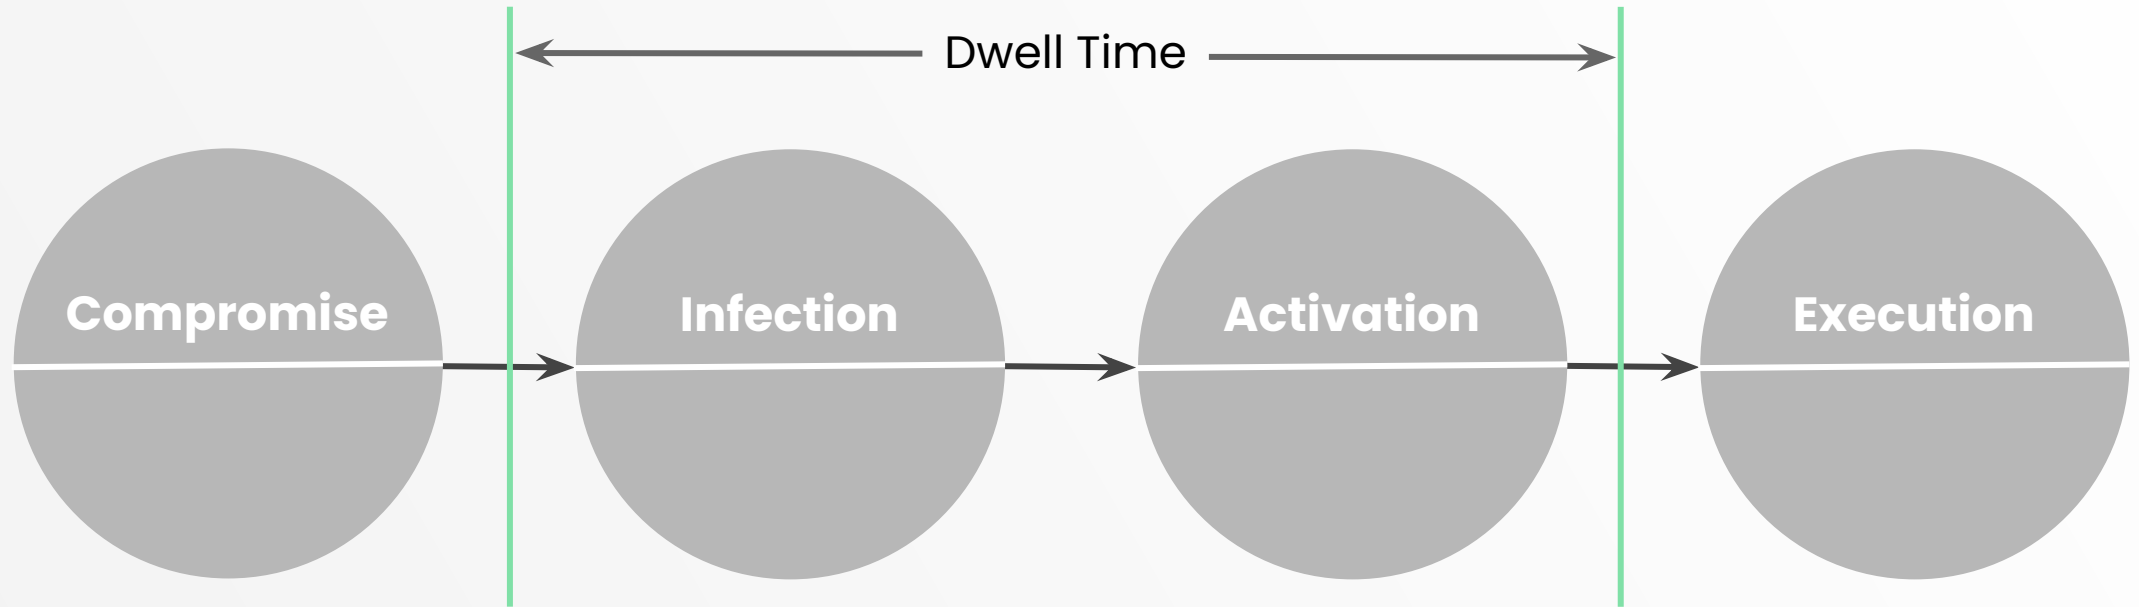 Dwell Time
Compromise
Infection
Activation
Execution